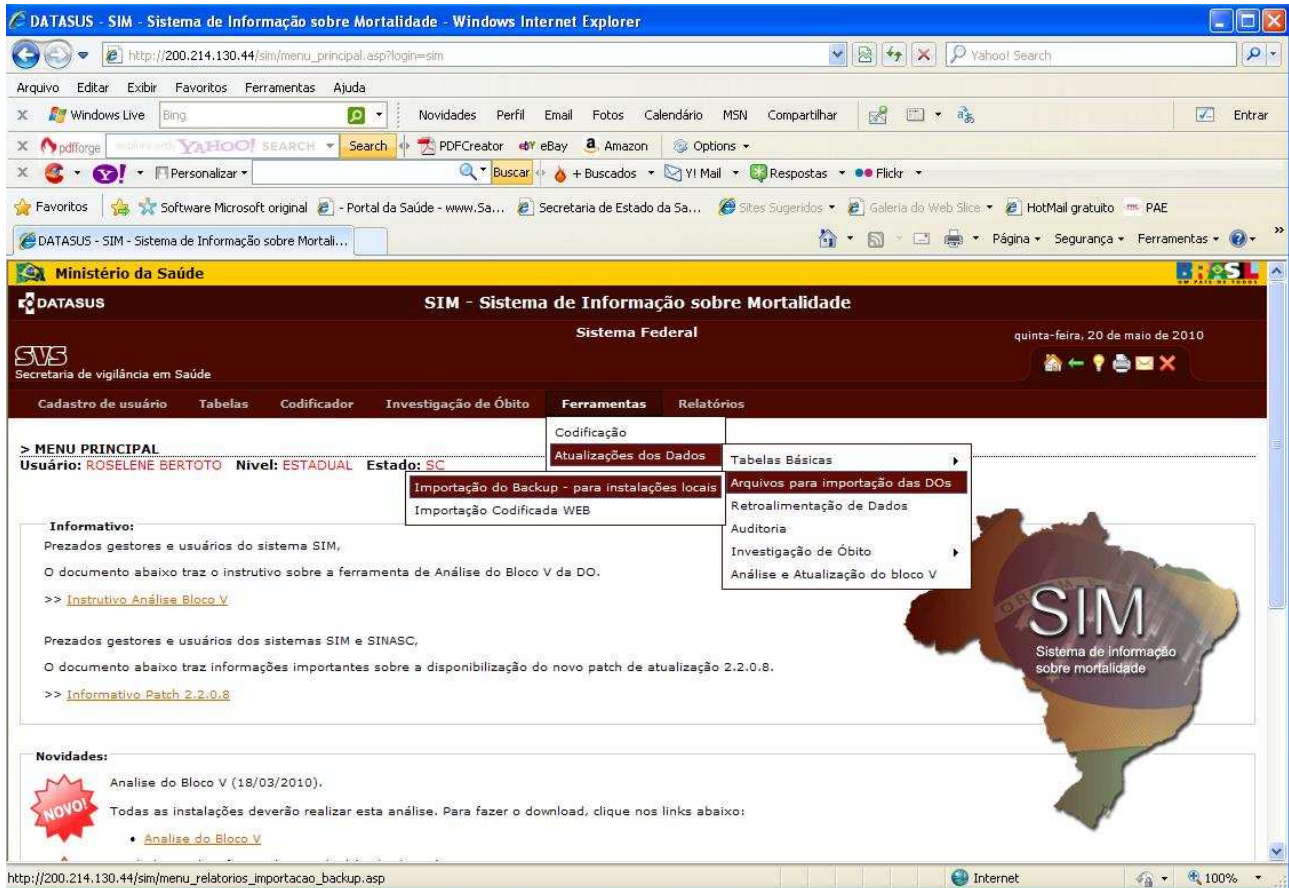 DATASUS - SIM - Sistema de Informação sobre Mortalidade - Windows Internet Explorer
http://200.214.130.44/sim/menu_principal.asp?login=sim
Yahoo! Search
Arquivo Editar Exibir Favoritos Ferramentas Ajuda
Windows Live Bing Novidades Perfil Email Fotos Calendário MSN Compartilhar Entrar
pdfforge YAHOO! SEARCH Search PDFCreator eBay Amazon Options
Personalizar Buscar + Buscados Y! Mail Respostas Flickr
Favoritos Software Microsoft original - Portal da Saúde - www.Sa... Secretaria de Estado da Sa... Sites Sugeridos Galeria do Web Slice HotMail gratuito PAE
DATASUS - SIM - Sistema de Informação sobre Mortali... Página Segurança Ferramentas
Ministério da Saúde
BRASIL
UM PAÍS DE TODOS
DATASUS SIM - Sistema de Informação sobre Mortalidade
Sistema Federal quinta-feira, 20 de maio de 2010
SVS
Secretaria de vigilância em Saúde
Cadastro de usuário Tabelas Codificador Investigação de Óbito Ferramentas Relatórios
Codificação
Atualizações dos Dados
> MENU PRINCIPAL
Usuário: ROSELENE BERTOTO Nivel: ESTADUAL Estado: SC
Tabelas Básicas
Arquivos para importação das DOs
Retroalimentação de Dados
Auditoria
Investigação de Óbito
Análise e Atualização do bloco V
Importação do Backup - para instalações locais
Importação Codificada WEB
Informativo:
Prezados gestores e usuários do sistema SIM,
O documento abaixo traz o instrutivo sobre a ferramenta de Análise do Bloco V da DO.
>> Instrutivo Análise Bloco V
Prezados gestores e usuários dos sistemas SIM e SINASC,
O documento abaixo traz informações importantes sobre a disponibilização do novo patch de atualização 2.2.0.8.
>> Informativo Patch 2.2.0.8
SIM
Sistema de informação
sobre mortalidade
Novidades:
NOVO!
Analise do Bloco V (18/03/2010).
Todas as instalações deverão realizar esta análise. Para fazer o download, clique nos links abaixo:
• Analise do Bloco V
http://200.214.130.44/sim/menu_relatorios_importacao_backup.asp Internet 100%